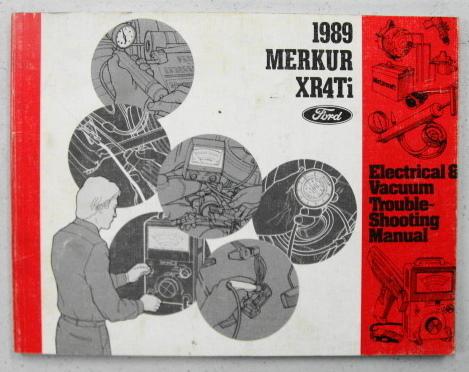 1989
MERKUR
XR4Ti
Ford
Electrical &
Vacuum
Trouble-
Shooting
Manual